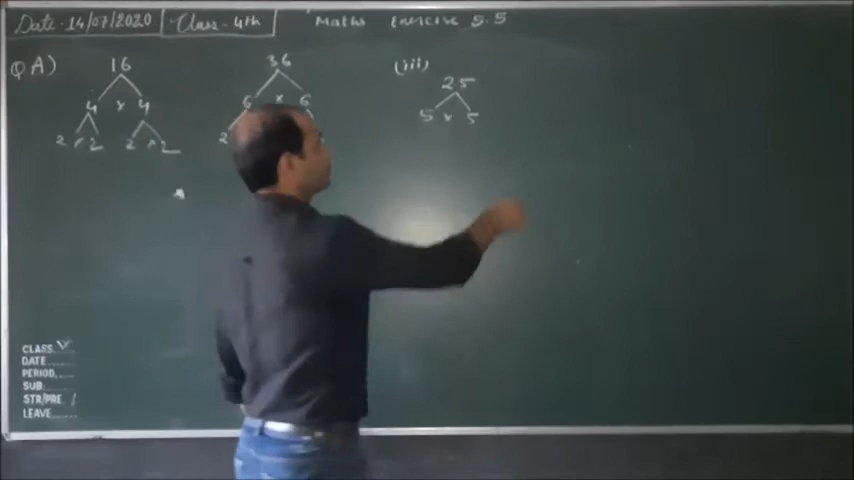 Date - 14/07/2020 Class - 4th Maths Exercise 5.5
Q A) 16 36 (iii) 25
4 x 4 6 x 6 5 x 5
2 x 2 2 x 2 2
CLASS V
DATE
PERIOD
SUB:
STR/PRE /
LEAVE